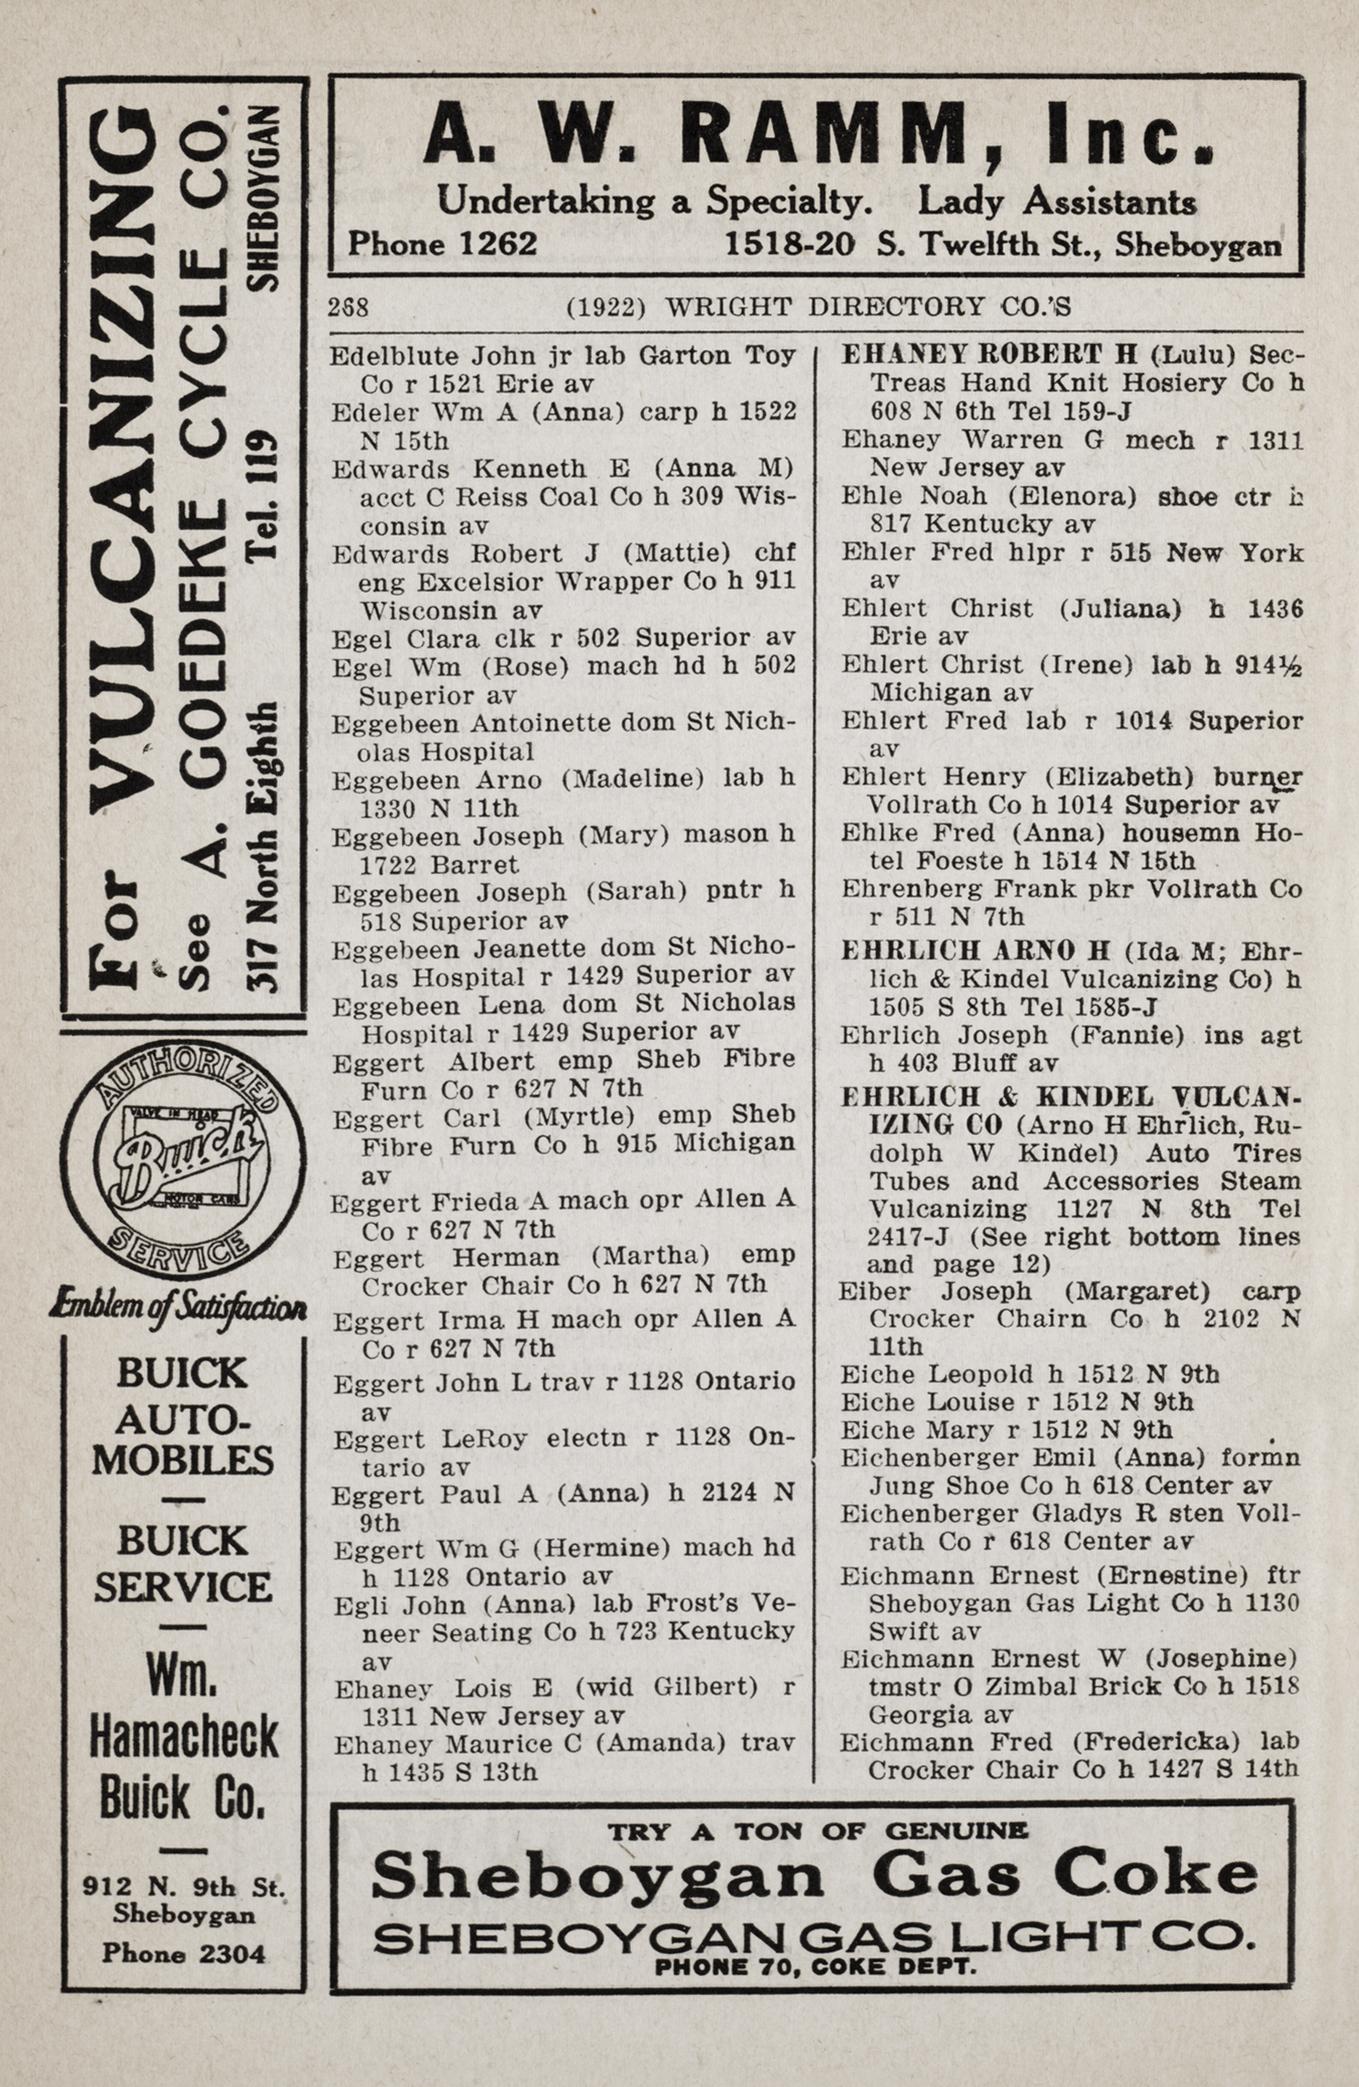 For VULCANIZING
See A. GOEDEKE CYCLE CO.
317 North Eighth Tel. 119 SHEBOYGAN
AUTHORIZED
VALVE IN HEAD
Buick
MOTOR CARS
SERVICE
Emblem of Satisfaction
BUICK
AUTO-
MOBILES
BUICK
SERVICE
Wm.
Hamacheck
Buick Co.
912 N. 9th St.
Sheboygan
Phone 2304
A. W. RAMM, Inc.
Undertaking a Specialty. Lady Assistants
Phone 1262 1518-20 S. Twelfth St., Sheboygan
268 (1922) WRIGHT DIRECTORY CO.'S
Edelblute John jr lab Garton Toy
Co r 1521 Erie av
Edeler Wm A (Anna) carp h 1522
N 15th
Edwards Kenneth E (Anna M)
acct C Reiss Coal Co h 309 Wis-
consin av
Edwards Robert J (Mattie) chf
eng Excelsior Wrapper Co h 911
Wisconsin av
Egel Clara clk r 502 Superior av
Egel Wm (Rose) mach hd h 502
Superior av
Eggebeen Antoinette dom St Nich-
olas Hospital
Eggebeen Arno (Madeline) lab h
1330 N 11th
Eggebeen Joseph (Mary) mason h
1722 Barret
Eggebeen Joseph (Sarah) pntr h
518 Superior av
Eggebeen Jeanette dom St Nicho-
las Hospital r 1429 Superior av
Eggebeen Lena dom St Nicholas
Hospital r 1429 Superior av
Eggert Albert emp Sheb Fibre
Furn Co r 627 N 7th
Eggert Carl (Myrtle) emp Sheb
Fibre Furn Co h 915 Michigan
av
Eggert Frieda A mach opr Allen A
Co r 627 N 7th
Eggert Herman (Martha) emp
Crocker Chair Co h 627 N 7th
Eggert Irma H mach opr Allen A
Co r 627 N 7th
Eggert John L trav r 1128 Ontario
av
Eggert LeRoy electn r 1128 On-
tario av
Eggert Paul A (Anna) h 2124 N
9th
Eggert Wm G (Hermine) mach hd
h 1128 Ontario av
Egli John (Anna) lab Frost's Ve-
neer Seating Co h 723 Kentucky
av
Ehaney Lois E (wid Gilbert) r
1311 New Jersey av
Ehaney Maurice C (Amanda) trav
h 1435 S 13th
EHANEY ROBERT H (Lulu) Sec-
Treas Hand Knit Hosiery Co h
608 N 6th Tel 159-J
Ehaney Warren G mech r 1311
New Jersey av
Ehle Noah (Elenora) shoe ctr h
817 Kentucky av
Ehler Fred hlpr r 515 New York
av
Ehlert Christ (Juliana) h 1436
Erie av
Ehlert Christ (Irene) lab h 914½
Michigan av
Ehlert Fred lab r 1014 Superior
av
Ehlert Henry (Elizabeth) burner
Vollrath Co h 1014 Superior av
Ehlke Fred (Anna) housemn Ho-
tel Foeste h 1514 N 15th
Ehrenberg Frank pkr Vollrath Co
r 511 N 7th
EHRLICH ARNO H (Ida M; Ehr-
lich & Kindel Vulcanizing Co) h
1505 S 8th Tel 1585-J
Ehrlich Joseph (Fannie) ins agt
h 403 Bluff av
EHRLICH & KINDEL VULCAN-
IZING CO (Arno H Ehrlich, Ru-
dolph W Kindel) Auto Tires
Tubes and Accessories Steam
Vulcanizing 1127 N 8th Tel
2417-J (See right bottom lines
and page 12)
Eiber Joseph (Margaret) carp
Crocker Chairn Co h 2102 N
11th
Eiche Leopold h 1512 N 9th
Eiche Louise r 1512 N 9th
Eiche Mary r 1512 N 9th
Eichenberger Emil (Anna) formn
Jung Shoe Co h 618 Center av
Eichenberger Gladys R sten Voll-
rath Co r 618 Center av
Eichmann Ernest (Ernestine) ftr
Sheboygan Gas Light Co h 1130
Swift av
Eichmann Ernest W (Josephine)
tmstr O Zimbal Brick Co h 1518
Georgia av
Eichmann Fred (Fredericka) lab
Crocker Chair Co h 1427 S 14th
TRY A TON OF GENUINE
Sheboygan Gas Coke
SHEBOYGAN GAS LIGHT CO.
PHONE 70, COKE DEPT.